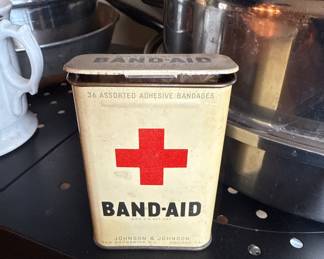 BAND-AID
36 ASSORTED ADHESIVE BANDAGES
BAND-AID
JOHNSON & JOHNSON